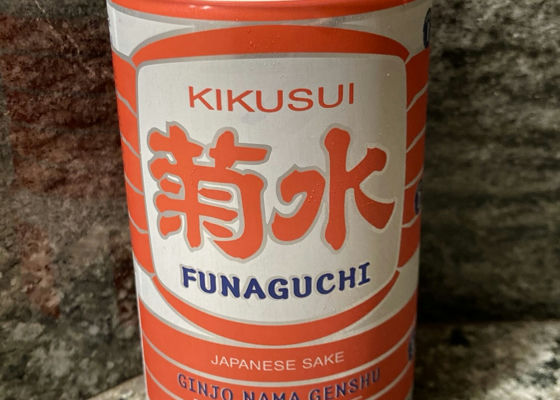 KIKUSUI
菊水
FUNAGUCHI
JAPANESE SAKE
GINJO NAMA GENSHU